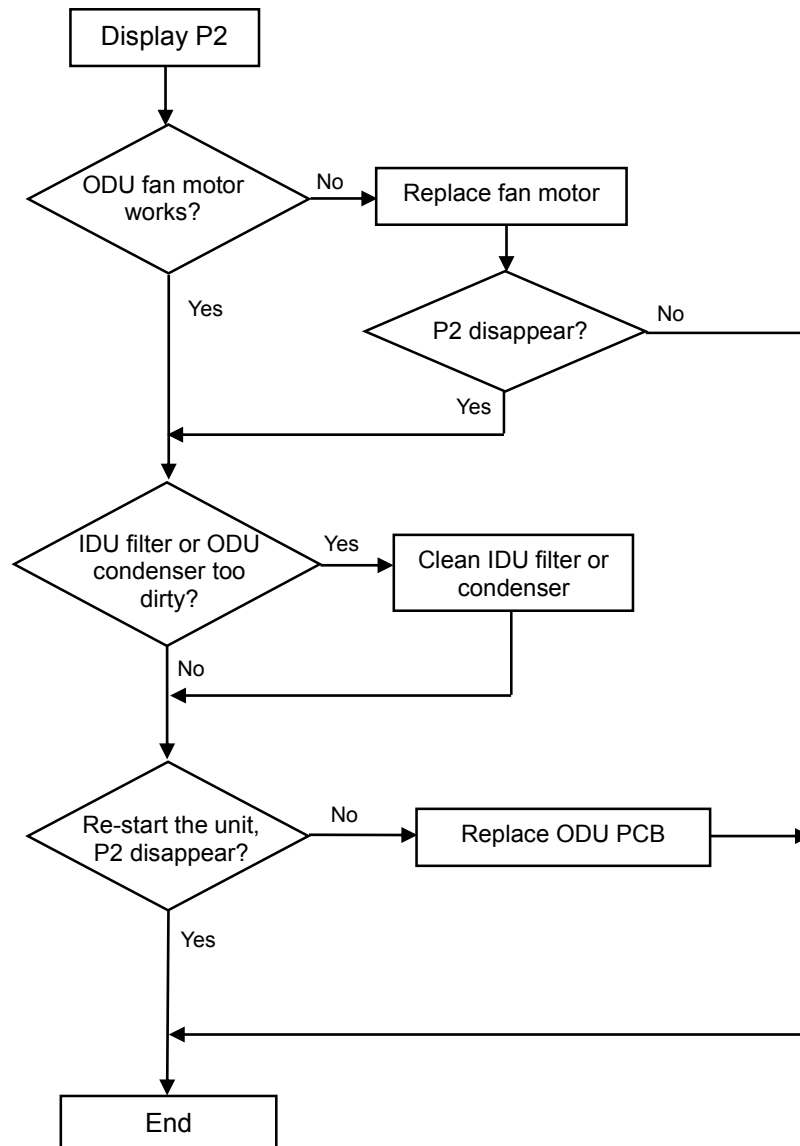 Display P2
ODU fan motor
works?
No
Replace fan motor
Yes
P2 disappear?
No
Yes
IDU filter or ODU
condenser too
dirty?
Yes
Clean IDU filter or
condenser
No
Re-start the unit,
P2 disappear?
No
Replace ODU PCB
Yes
End